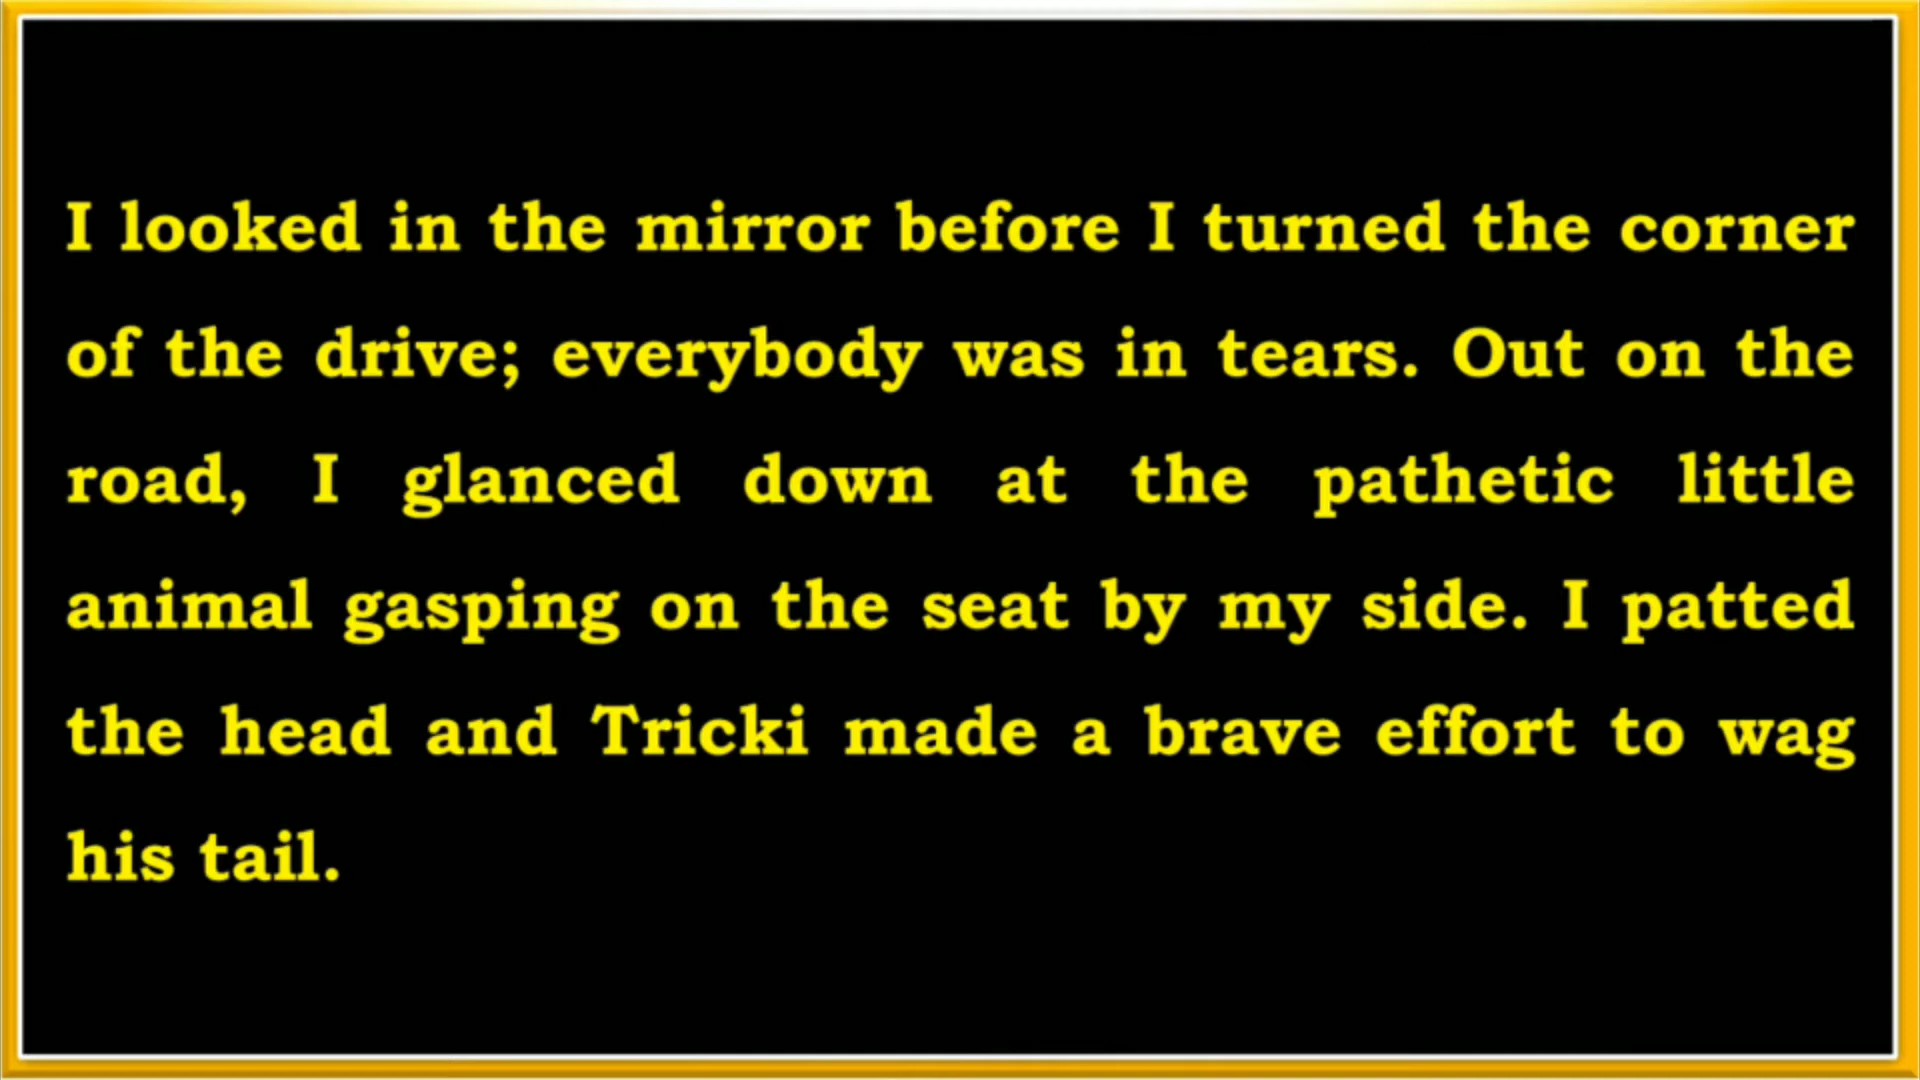 I looked in the mirror before I turned the corner
of the drive; everybody was in tears. Out on the
road, I glanced down at the pathetic little
animal gasping on the seat by my side. I patted
the head and Tricki made a brave effort to wag
his tail.